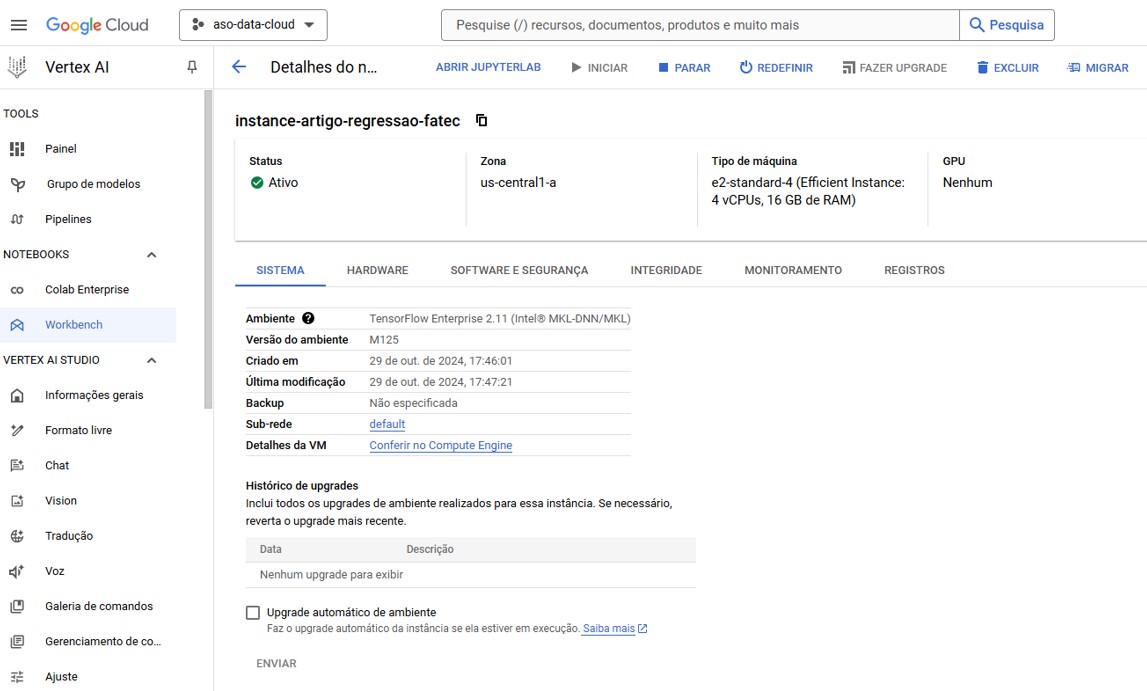 Google Cloud
aso-data-cloud
Pesquise (/) recursos, documentos, produtos e muito mais
Pesquisa
Vertex AI
Detalhes do n...
ABRIR JUPYTERLAB
INICIAR
PARAR
REDEFINIR
FAZER UPGRADE
EXCLUIR
MIGRAR
TOOLS
Painel
Grupo de modelos
Pipelines
NOTEBOOKS
Colab Enterprise
Workbench
VERTEX AI STUDIO
Informações gerais
Formato livre
Chat
Vision
Tradução
Voz
Galeria de comandos
Gerenciamento de co...
Ajuste
instance-artigo-regressao-fatec
Status
Ativo
Zona
us-central1-a
Tipo de máquina
e2-standard-4 (Efficient Instance:
4 vCPUs, 16 GB de RAM)
GPU
Nenhum
SISTEMA
HARDWARE
SOFTWARE E SEGURANÇA
INTEGRIDADE
MONITORAMENTO
REGISTROS
Ambiente TensorFlow Enterprise 2.11 (Intel® MKL-DNN/MKL)
Versão do ambiente M125
Criado em 29 de out. de 2024, 17:46:01
Última modificação 29 de out. de 2024, 17:47:21
Backup Não especificada
Sub-rede default
Detalhes da VM Conferir no Compute Engine
Histórico de upgrades
Inclui todos os upgrades de ambiente realizados para essa instância. Se necessário,
reverta o upgrade mais recente.
Data Descrição
Nenhum upgrade para exibir
Upgrade automático de ambiente
Faz o upgrade automático da instância se ela estiver em execução. Saiba mais
ENVIAR